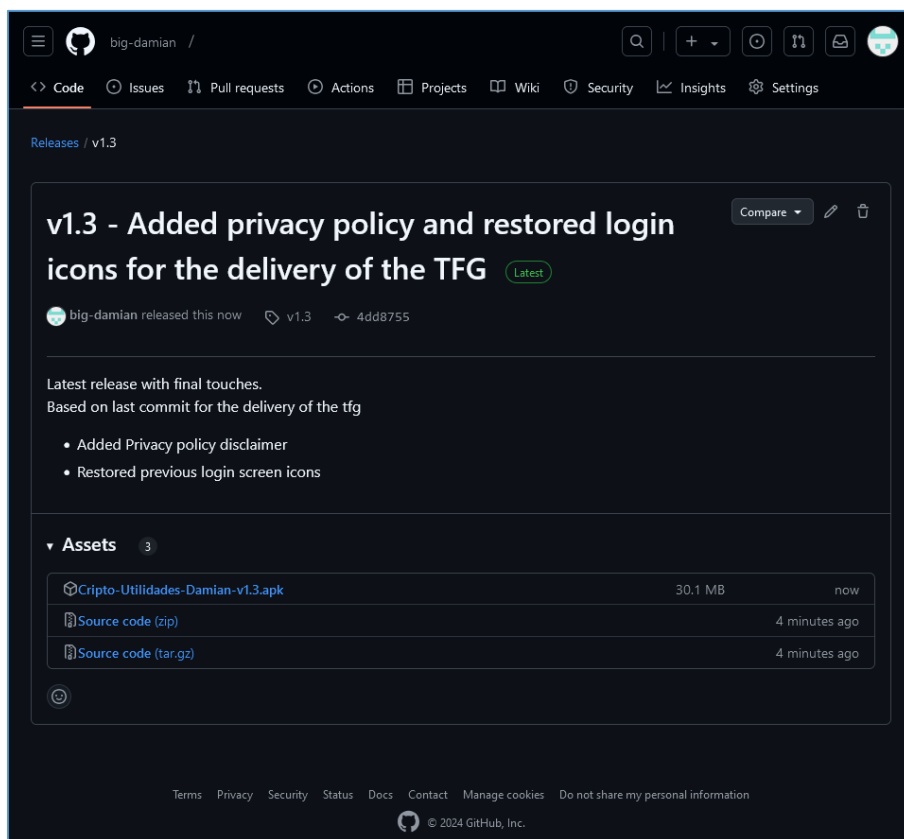 big-damian /
Code Issues Pull requests Actions Projects Wiki Security Insights Settings
Releases / v1.3
v1.3 - Added privacy policy and restored login
icons for the delivery of the TFG Latest
Compare
big-damian released this now v1.3 4dd8755
Latest release with final touches.
Based on last commit for the delivery of the tfg
• Added Privacy policy disclaimer
• Restored previous login screen icons
Assets 3
Cripto-Utilidades-Damian-v1.3.apk 30.1 MB now
Source code (zip) 4 minutes ago
Source code (tar.gz) 4 minutes ago
Terms Privacy Security Status Docs Contact Manage cookies Do not share my personal information
© 2024 GitHub, Inc.